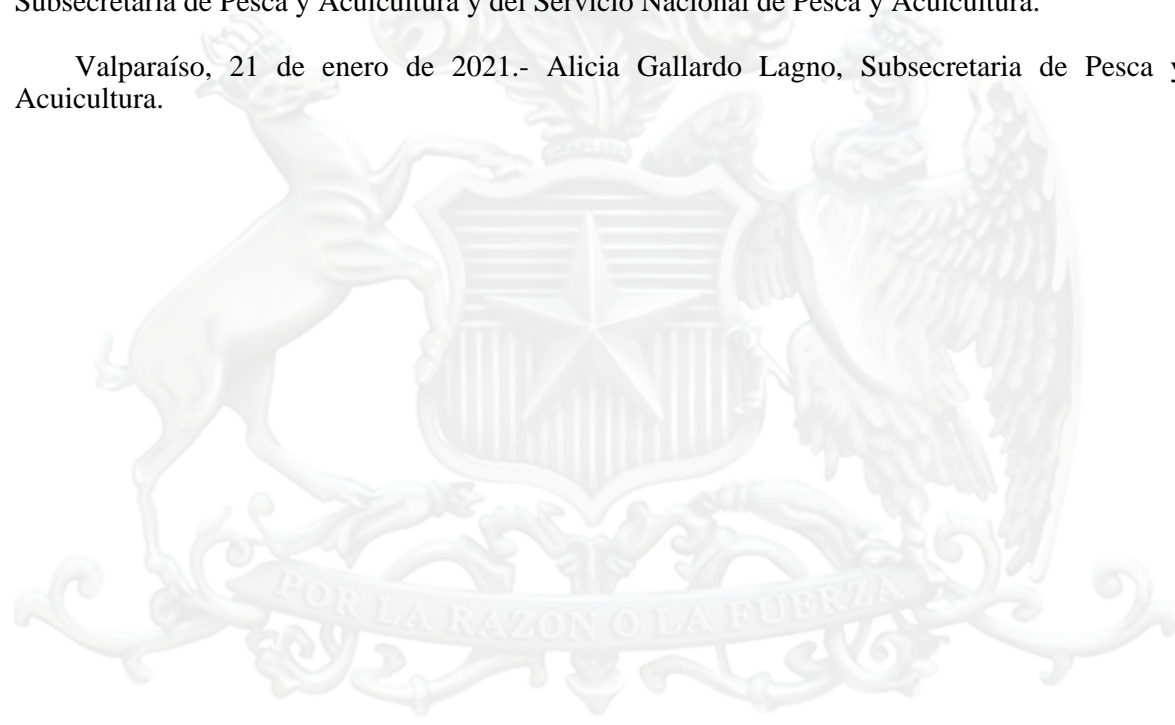 Subsecretaría de Pesca y Acuicultura y del Servicio Nacional de Pesca y Acuicultura.
Valparaíso, 21 de enero de 2021.- Alicia Gallardo Lagno, Subsecretaria de Pesca y
Acuicultura.
POR LA RAZON O LA FUERZA